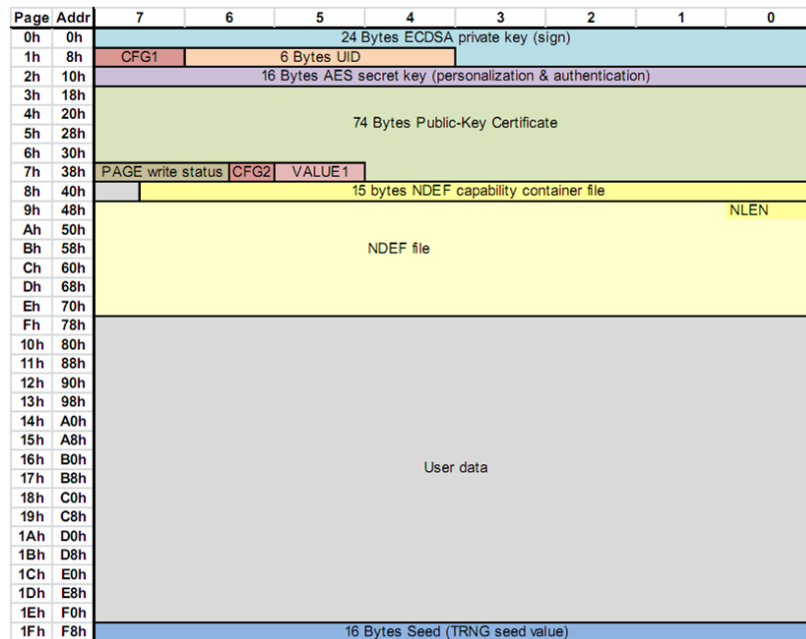 Page Addr 7 6 5 4 3 2 1 0
0h 0h 24 Bytes ECDSA private key (sign)
1h 8h CFG1 6 Bytes UID
2h 10h 16 Bytes AES secret key (personalization & authentication)
3h 18h
4h 20h 74 Bytes Public-Key Certificate
5h 28h
6h 30h
7h 38h PAGE write status CFG2 VALUE1
8h 40h 15 bytes NDEF capability container file
9h 48h NLEN
Ah 50h
Bh 58h NDEF file
Ch 60h
Dh 68h
Eh 70h
Fh 78h
10h 80h
11h 88h
12h 90h
13h 98h
14h A0h
15h A8h
16h B0h User data
17h B8h
18h C0h
19h C8h
1Ah D0h
1Bh D8h
1Ch E0h
1Dh E8h
1Eh F0h
1Fh F8h 16 Bytes Seed (TRNG seed value)